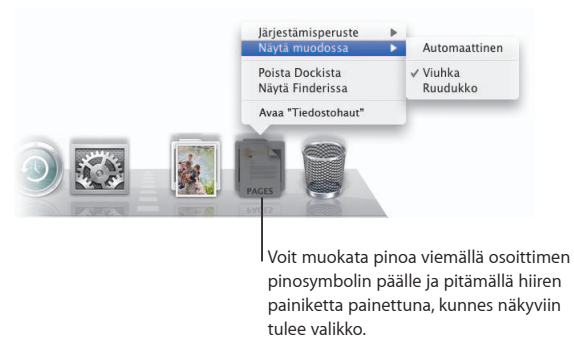 Järjestämisperuste
Näytä muodossa
Automaattinen
Viuhka
Ruudukko
Poista Dockista
Näytä Finderissa
Avaa "Tiedostohaut"
PAGES
Voit muokata pinoa viemällä osoittimen
pinosymbolin päälle ja pitämällä hiiren
painiketta painettuna, kunnes näkyviin
tulee valikko.